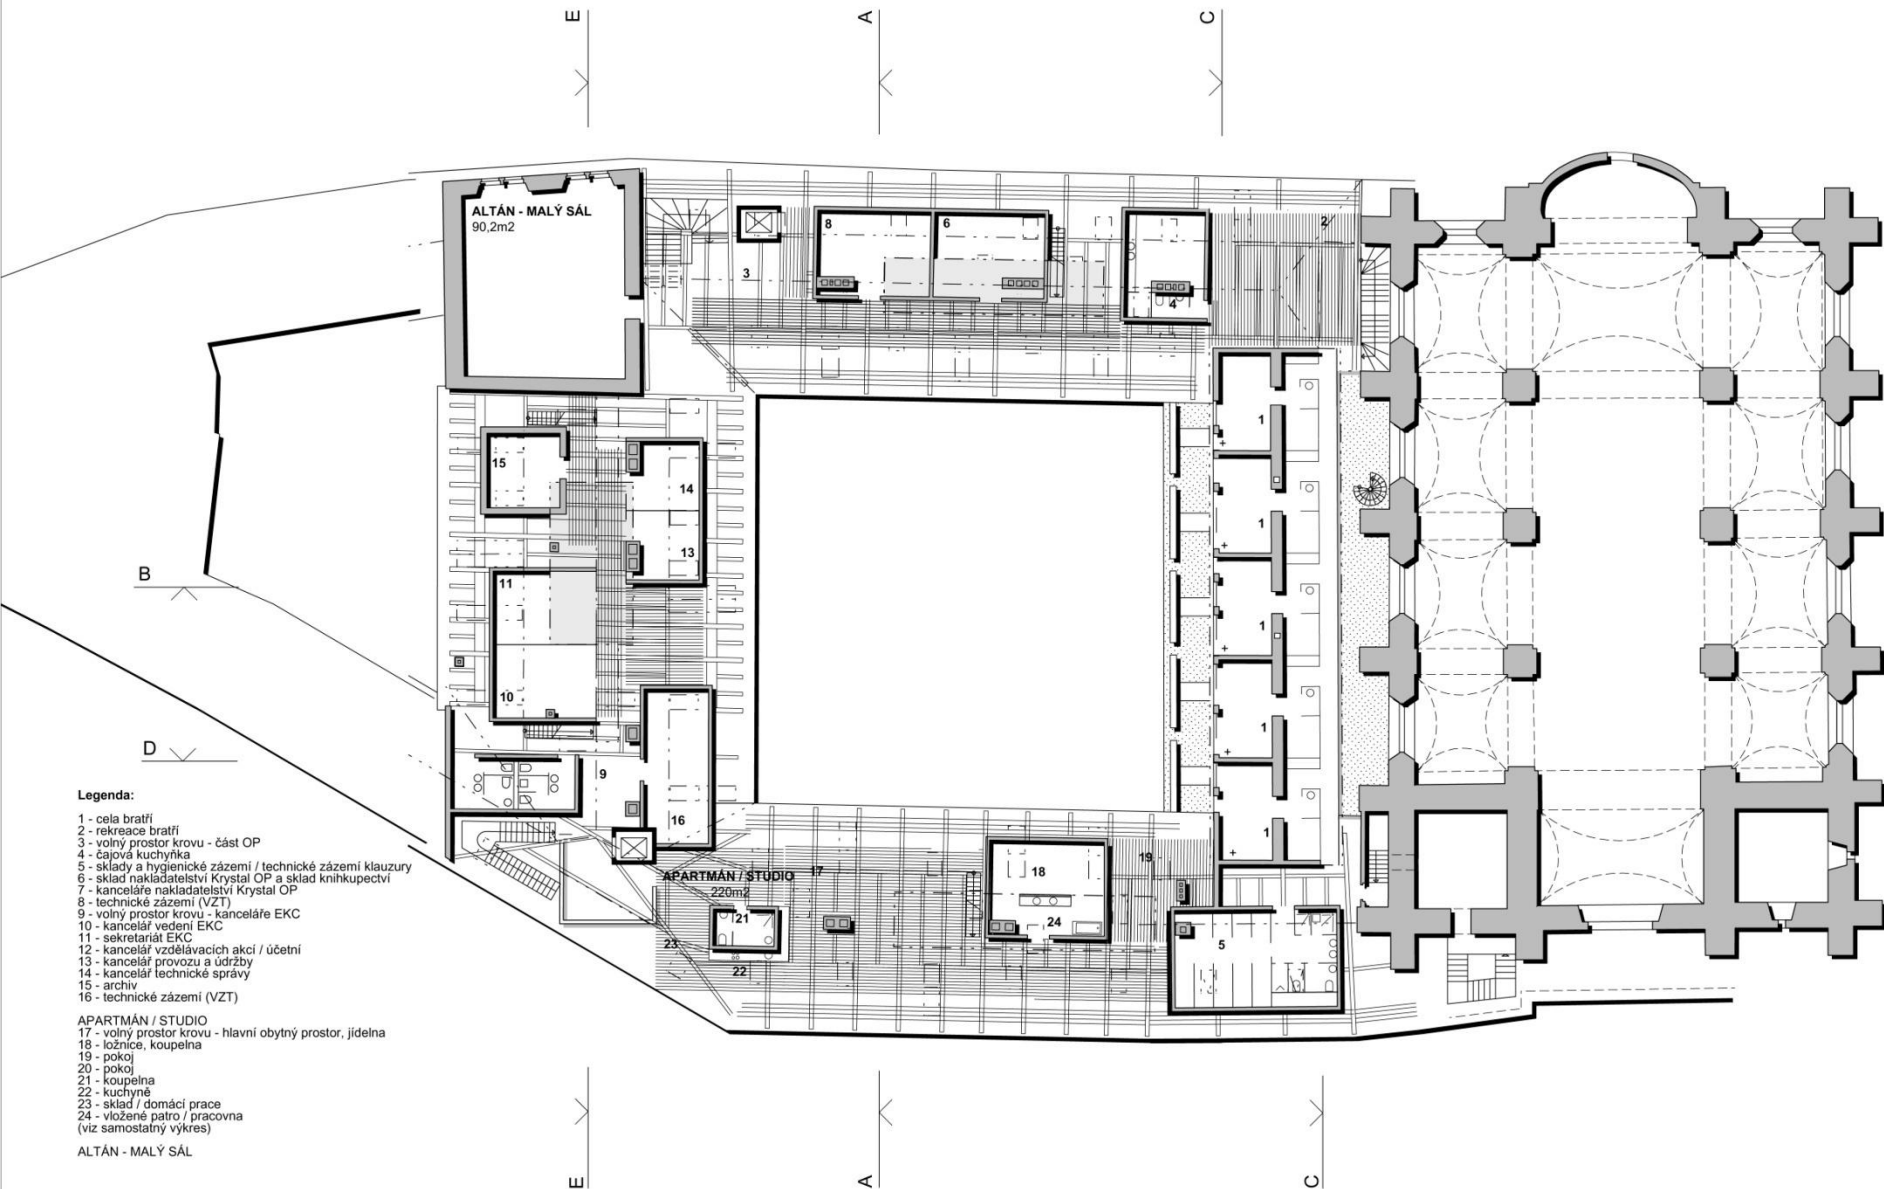 E
A
C
ALTÁN - MALÝ SÁL
90,2m2
8
6
2
3
4
1
15
14
1
13
B
11
1
10
1
D
9
16
1
APARTMÁN / STUDIO
220m2
17
18
19
21
24
23
22
5
Legenda:
1 - cela bratří
2 - rekreace bratří
3 - volný prostor krovu - část OP
4 - čajová kuchyňka
5 - sklady a hygienické zázemí / technické zázemí klauzury
6 - sklad nakladatelství Krystal OP a sklad knihkupectví
7 - kanceláře nakladatelství Krystal OP
8 - technické zázemí (VZT)
9 - volný prostor krovu - kanceláře EKC
10 - kancelář vedení EKC
11 - sekretariát EKC
12 - kancelář vzdělávacích akcí / účetní
13 - kancelář provozu a údržby
14 - kancelář technické správy
15 - archiv
16 - technické zázemí (VZT)
APARTMÁN / STUDIO
17 - volný prostor krovu - hlavní obytný prostor, jídelna
18 - ložnice, koupelna
19 - pokoj
20 - pokoj
21 - koupelna
22 - kuchyně
23 - sklad / domácí prace
24 - vložené patro / pracovna
(viz samostatný výkres)
ALTÁN - MALÝ SÁL
E
A
C